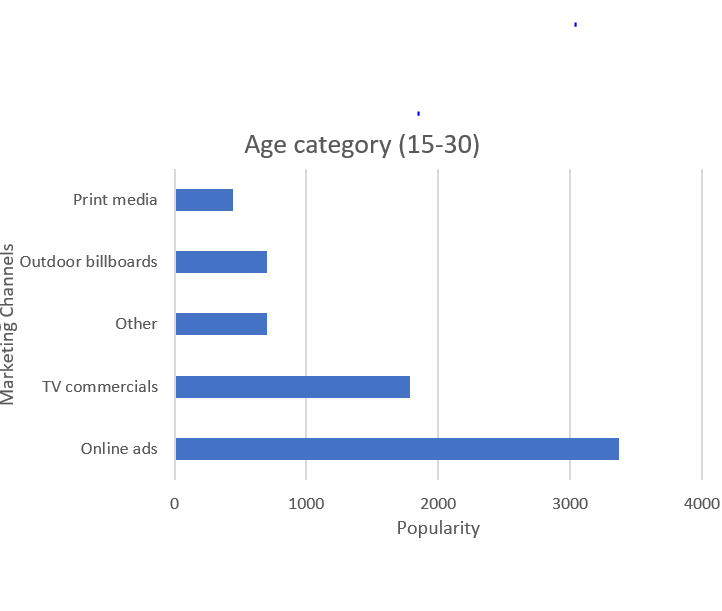 Age category (15-30)
Marketing Channels
Print media
Outdoor billboards
Other
TV commercials
Online ads
0 1000 2000 3000 4000
Popularity